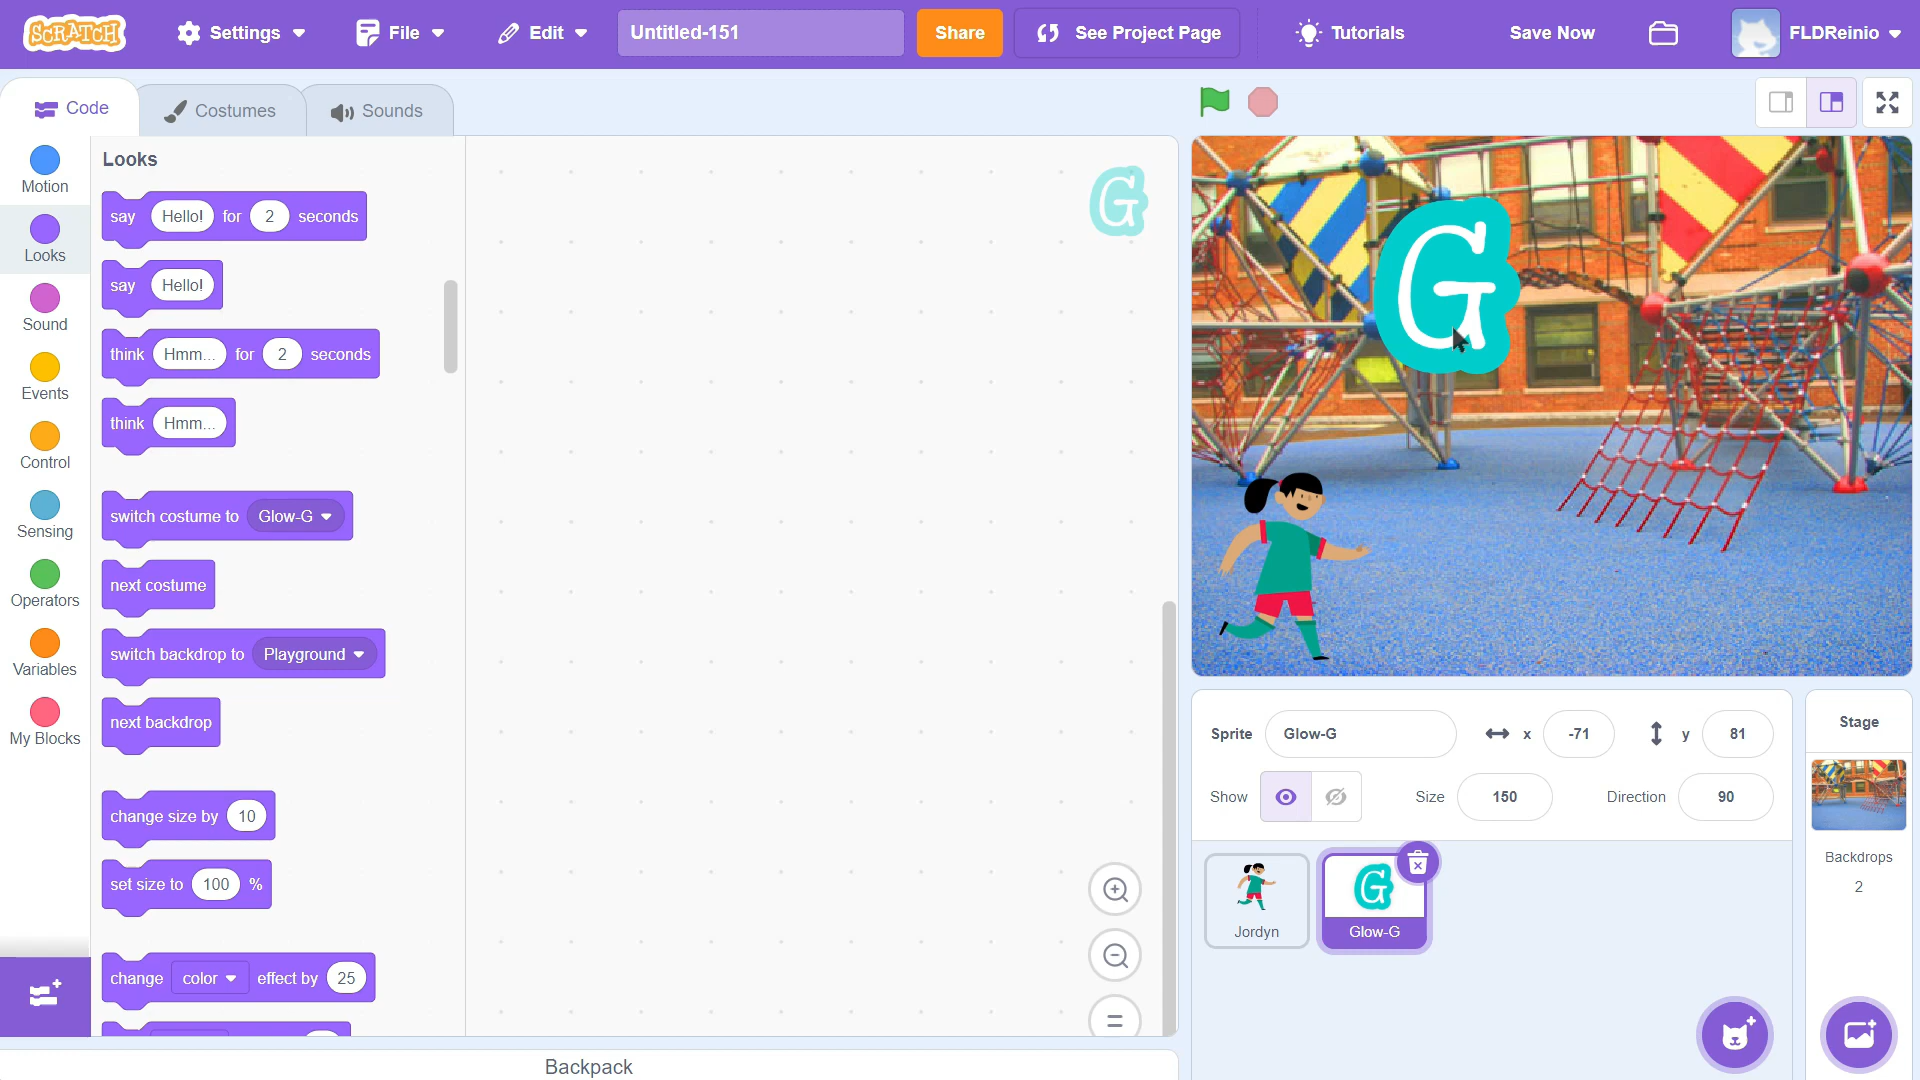 SCRATCH Settings File Edit Untitled-151 Share See Project Page Tutorials Save Now FLDReinio
Code Costumes Sounds
Motion
Looks
Sound
Events
Control
Sensing
Operators
Variables
My Blocks
Looks
say Hello! for 2 seconds
say Hello!
think Hmm... for 2 seconds
think Hmm...
switch costume to Glow-G
next costume
switch backdrop to Playground
next backdrop
change size by 10
set size to 100 %
change color effect by 25
G
Backpack
G
Sprite Glow-G x -71 y 81
Show Size 150 Direction 90
Jordyn
G
Glow-G
Stage
Backdrops
2